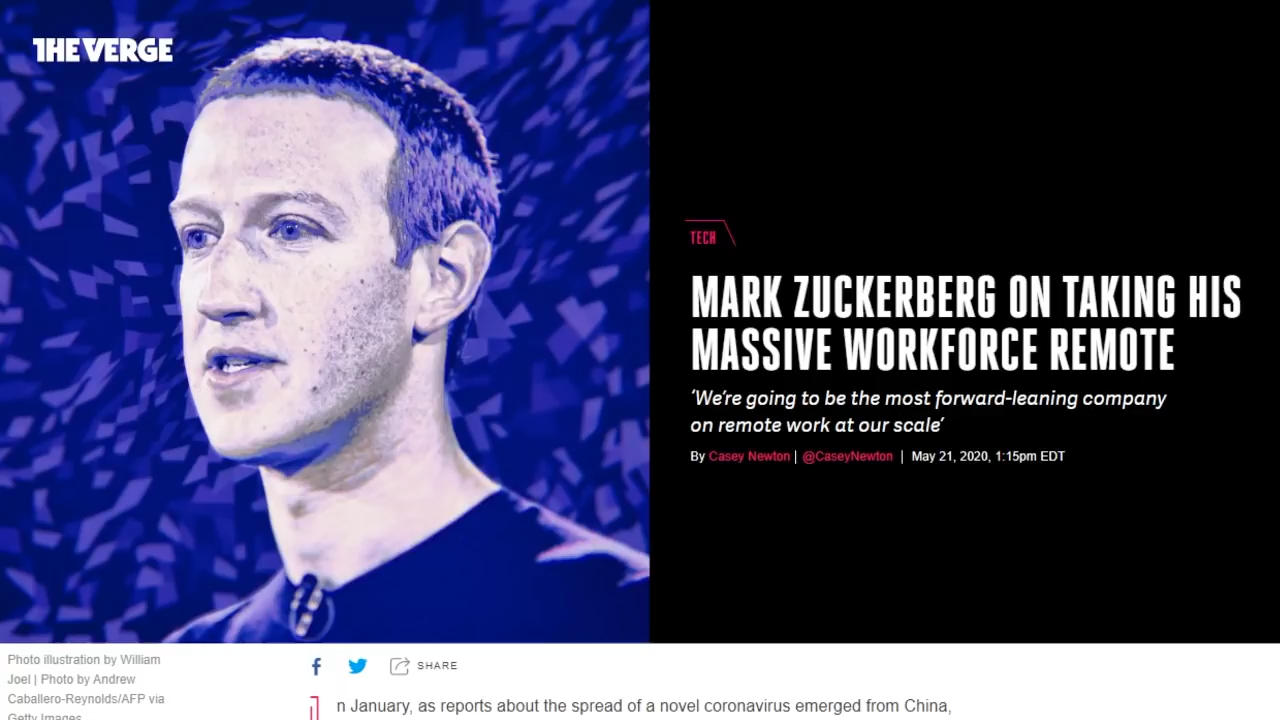 THE VERGE
TECH
MARK ZUCKERBERG ON TAKING HIS
MASSIVE WORKFORCE REMOTE
‘We’re going to be the most forward-leaning company
on remote work at our scale’
By Casey Newton | @CaseyNewton | May 21, 2020, 1:15pm EDT
Photo illustration by William
Joel | Photo by Andrew
Caballero-Reynolds/AFP via
Getty Images
f SHARE
In January, as reports about the spread of a novel coronavirus emerged from China,